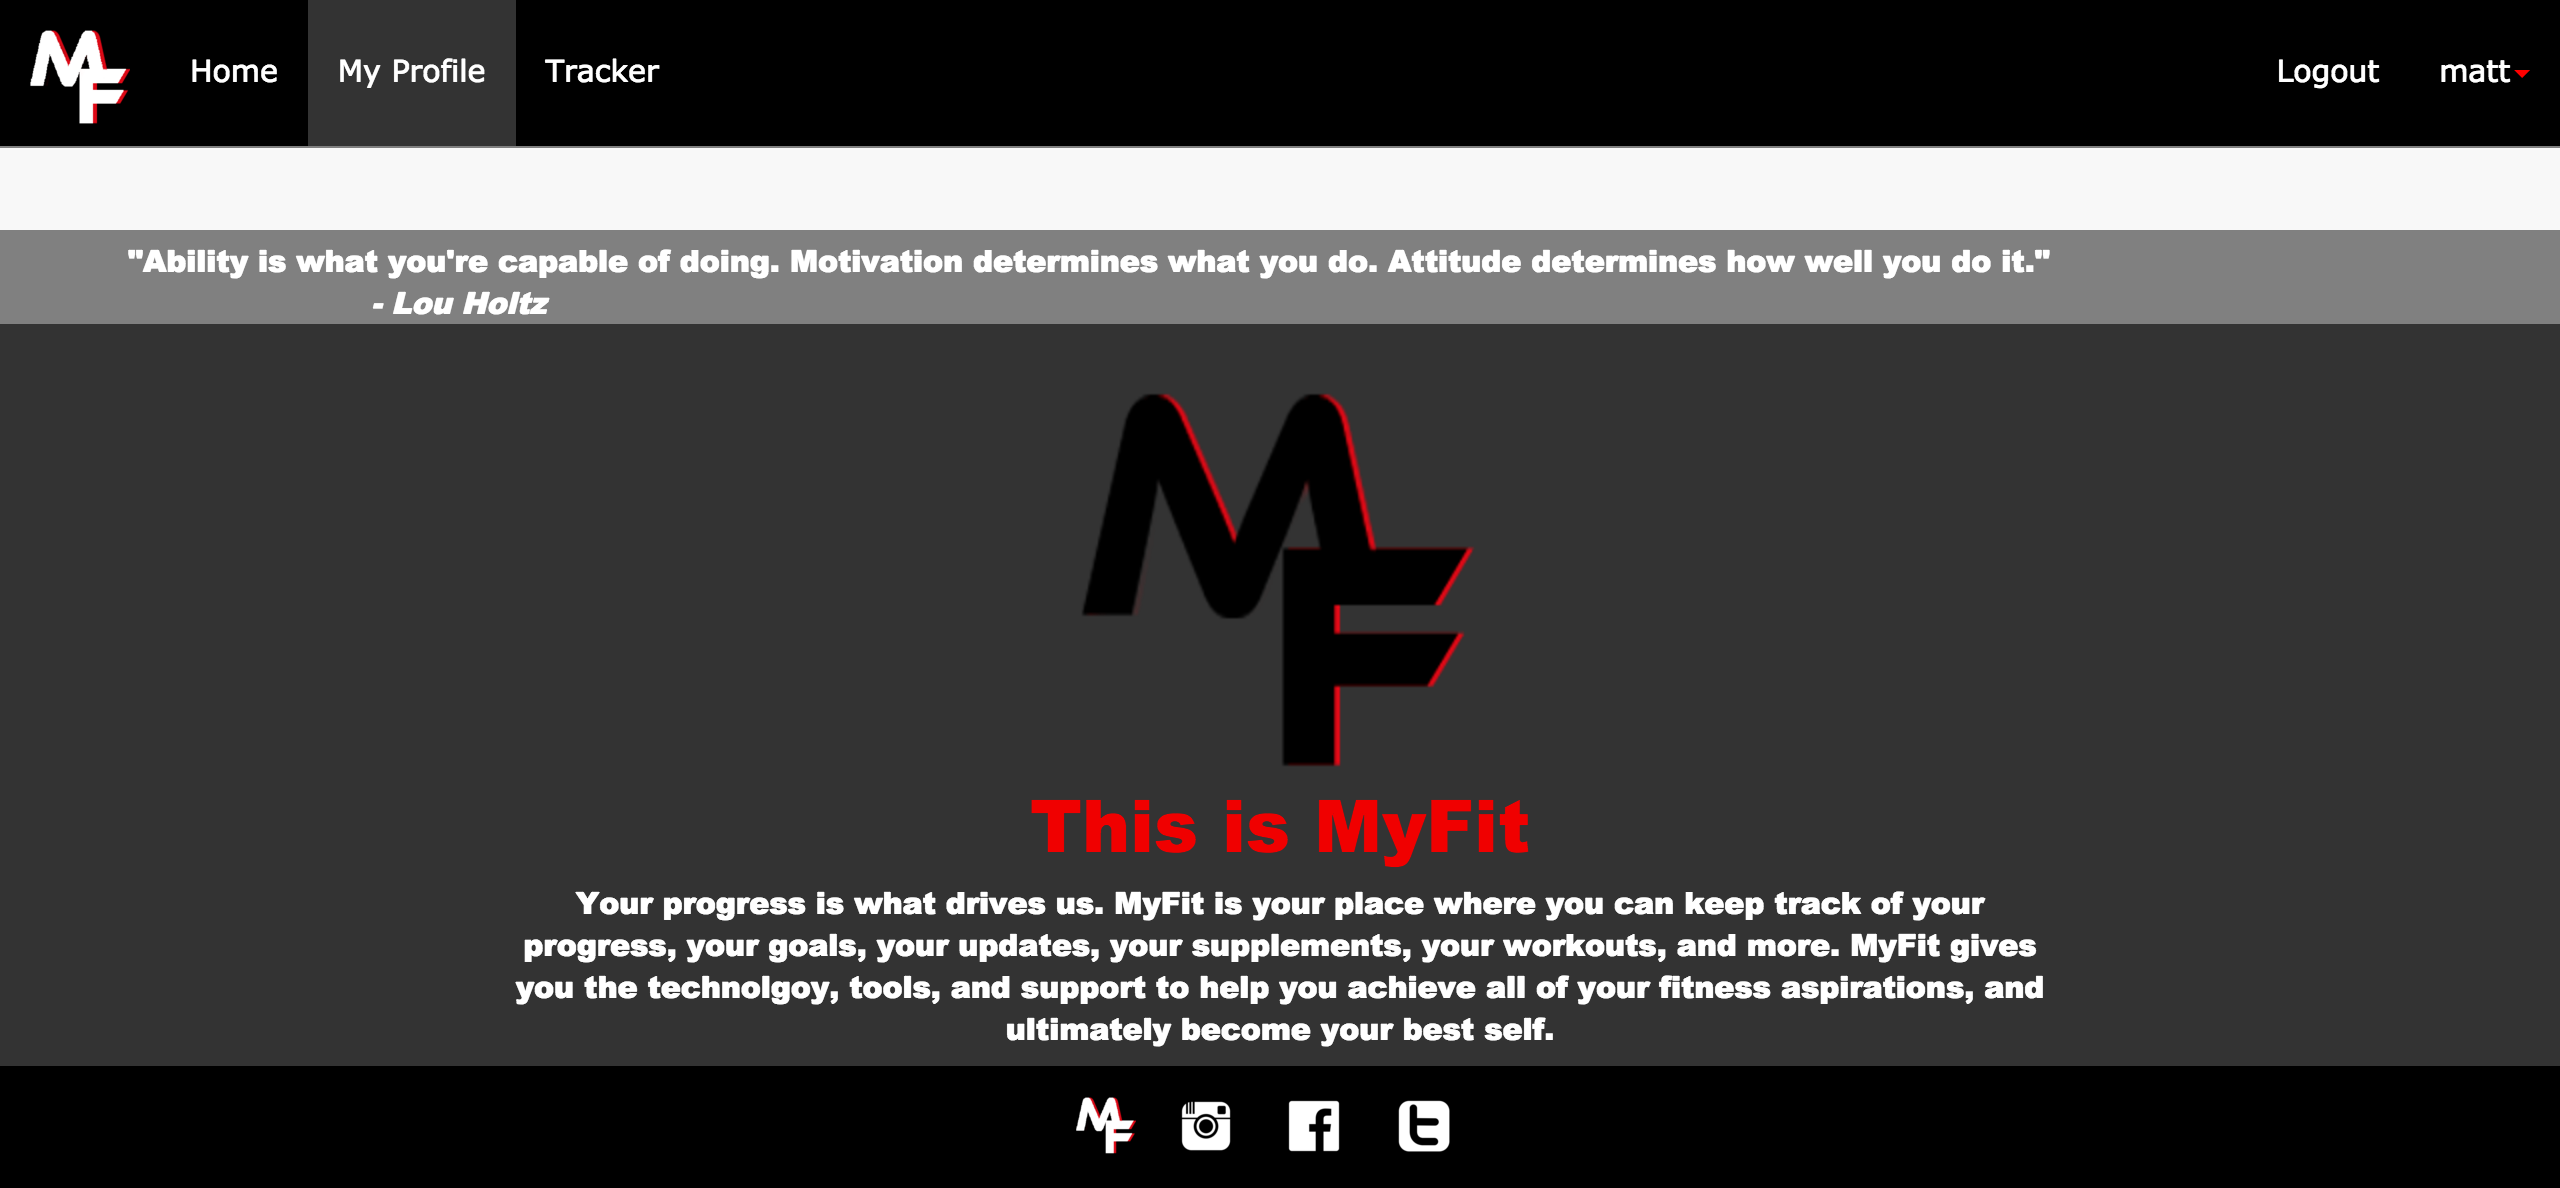 MF
Home My Profile Tracker Logout matt
"Ability is what you're capable of doing. Motivation determines what you do. Attitude determines how well you do it."
- Lou Holtz
MF
This is MyFit
Your progress is what drives us. MyFit is your place where you can keep track of your
progress, your goals, your updates, your supplements, your workouts, and more. MyFit gives
you the technolgoy, tools, and support to help you achieve all of your fitness aspirations, and
ultimately become your best self.
MF f t